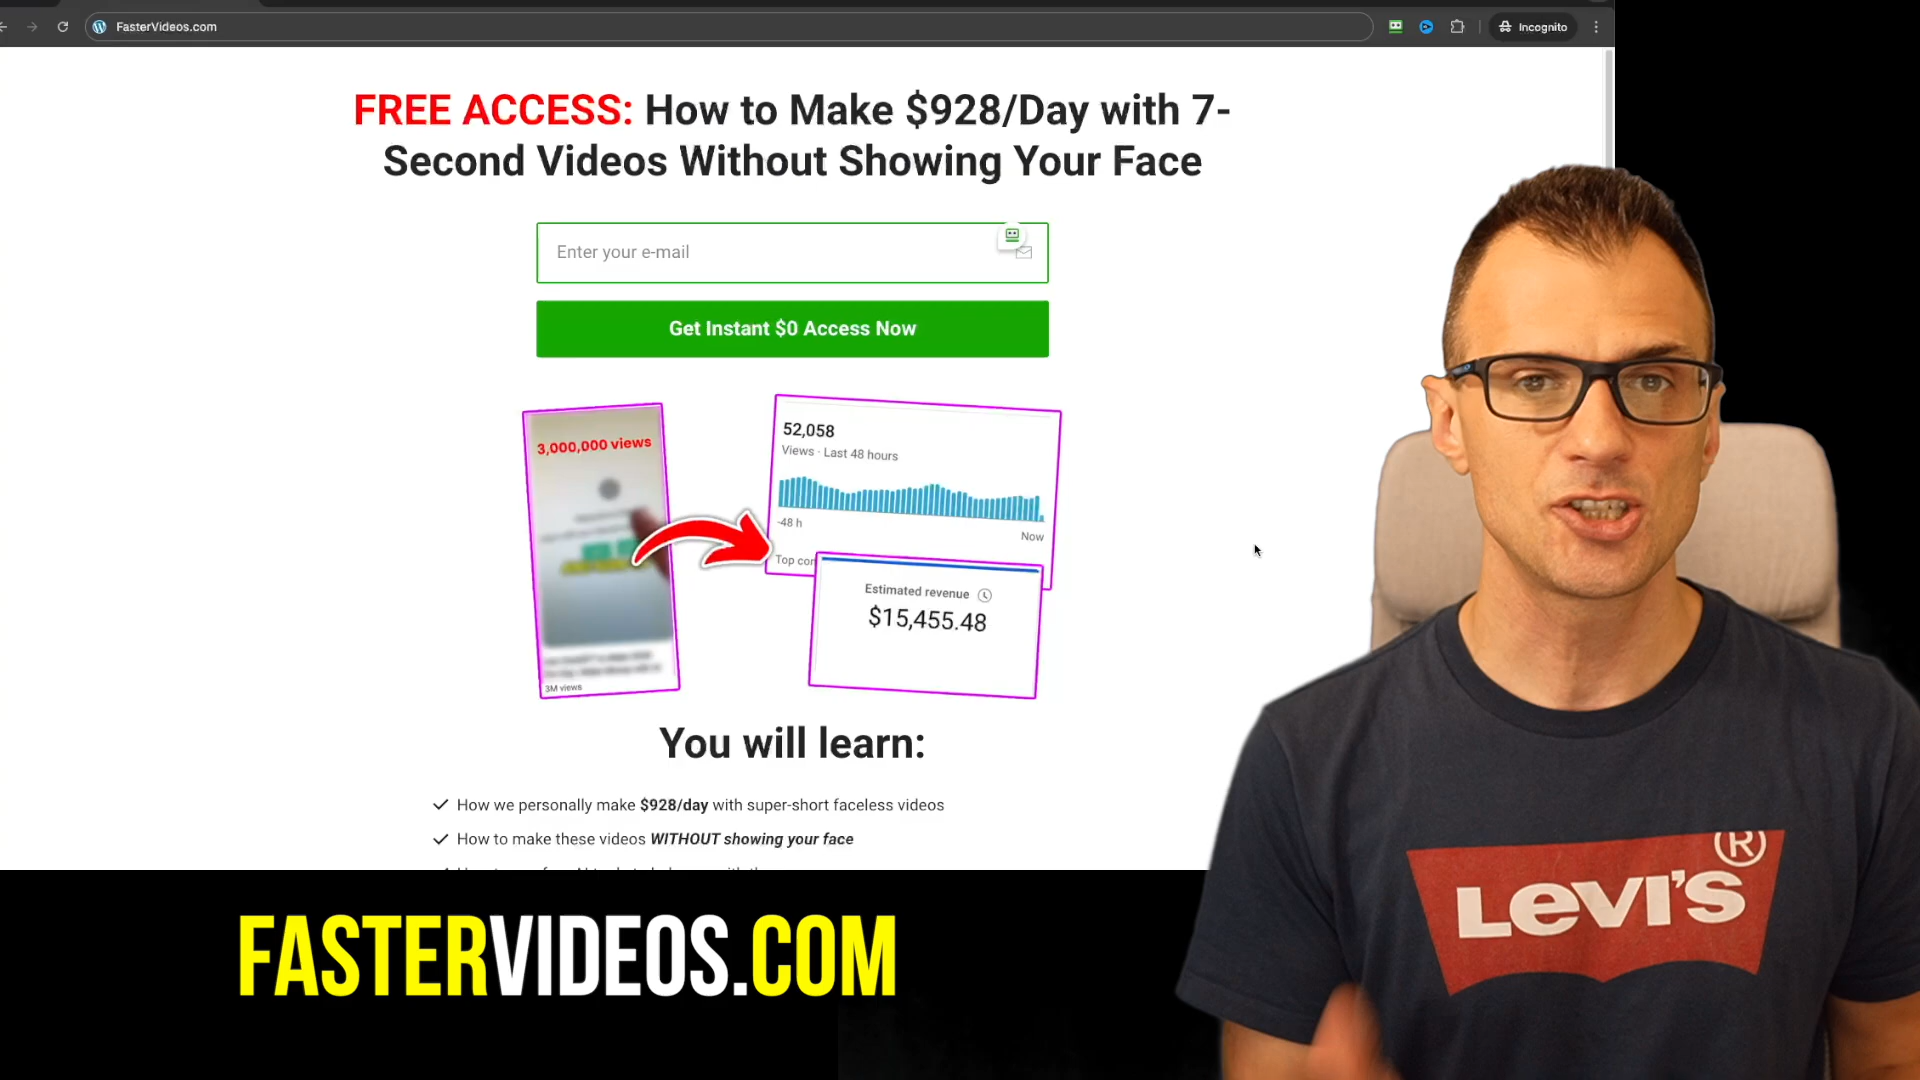 FasterVideos.com
Incognito
FREE ACCESS: How to Make $928/Day with 7-
Second Videos Without Showing Your Face
Enter your e-mail
Get Instant $0 Access Now
3,000,000 views
3M views
52,058
Views · Last 48 hours
-48 h
Now
Top con
Estimated revenue
$15,455.48
You will learn:
How we personally make $928/day with super-short faceless videos
How to make these videos WITHOUT showing your face
FASTERVIDEOS.COM
LEVI'S®